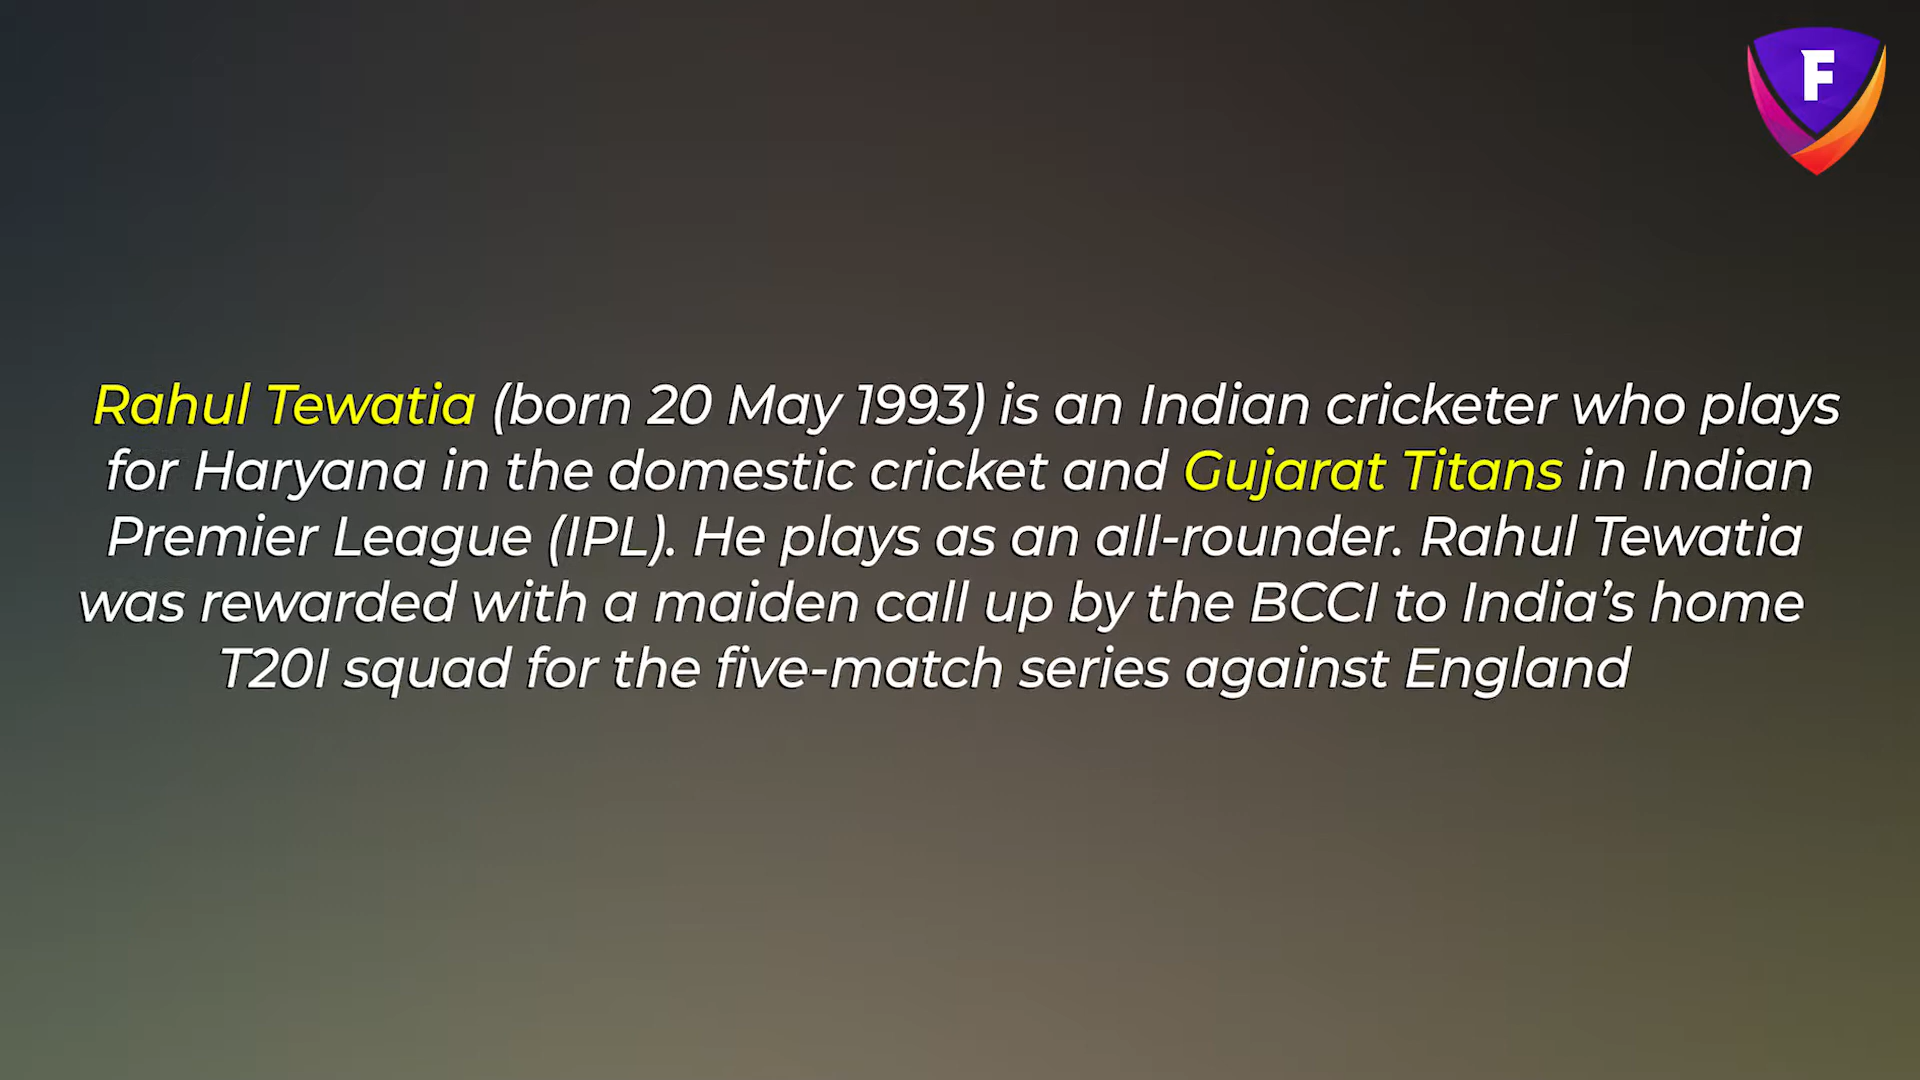 F
Rahul Tewatia (born 20 May 1993) is an Indian cricketer who plays
for Haryana in the domestic cricket and Gujarat Titans in Indian
Premier League (IPL). He plays as an all-rounder. Rahul Tewatia
was rewarded with a maiden call up by the BCCI to India’s home
T20I squad for the five-match series against England